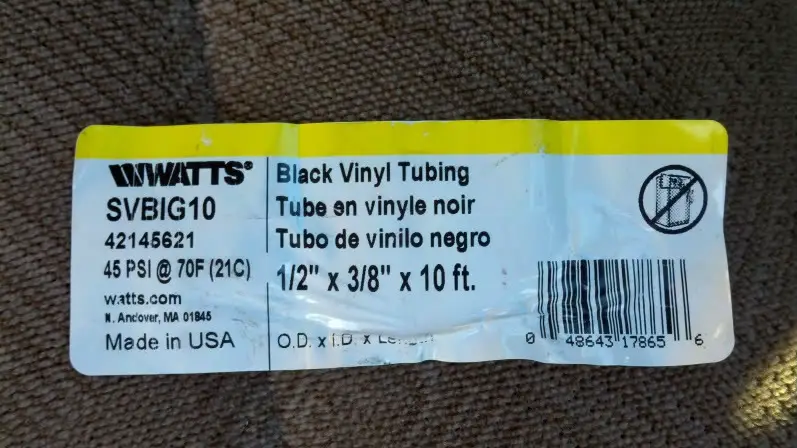 WATTS®
SVBIG10
42145621
45 PSI @ 70F (21C)
watts.com
N. Andover, MA 01845
Made in USA
Black Vinyl Tubing
Tube en vinyle noir
Tubo de vinilo negro
1/2" x 3/8" x 10 ft.
O.D. x I.D. x Length
0 48643 17865 6